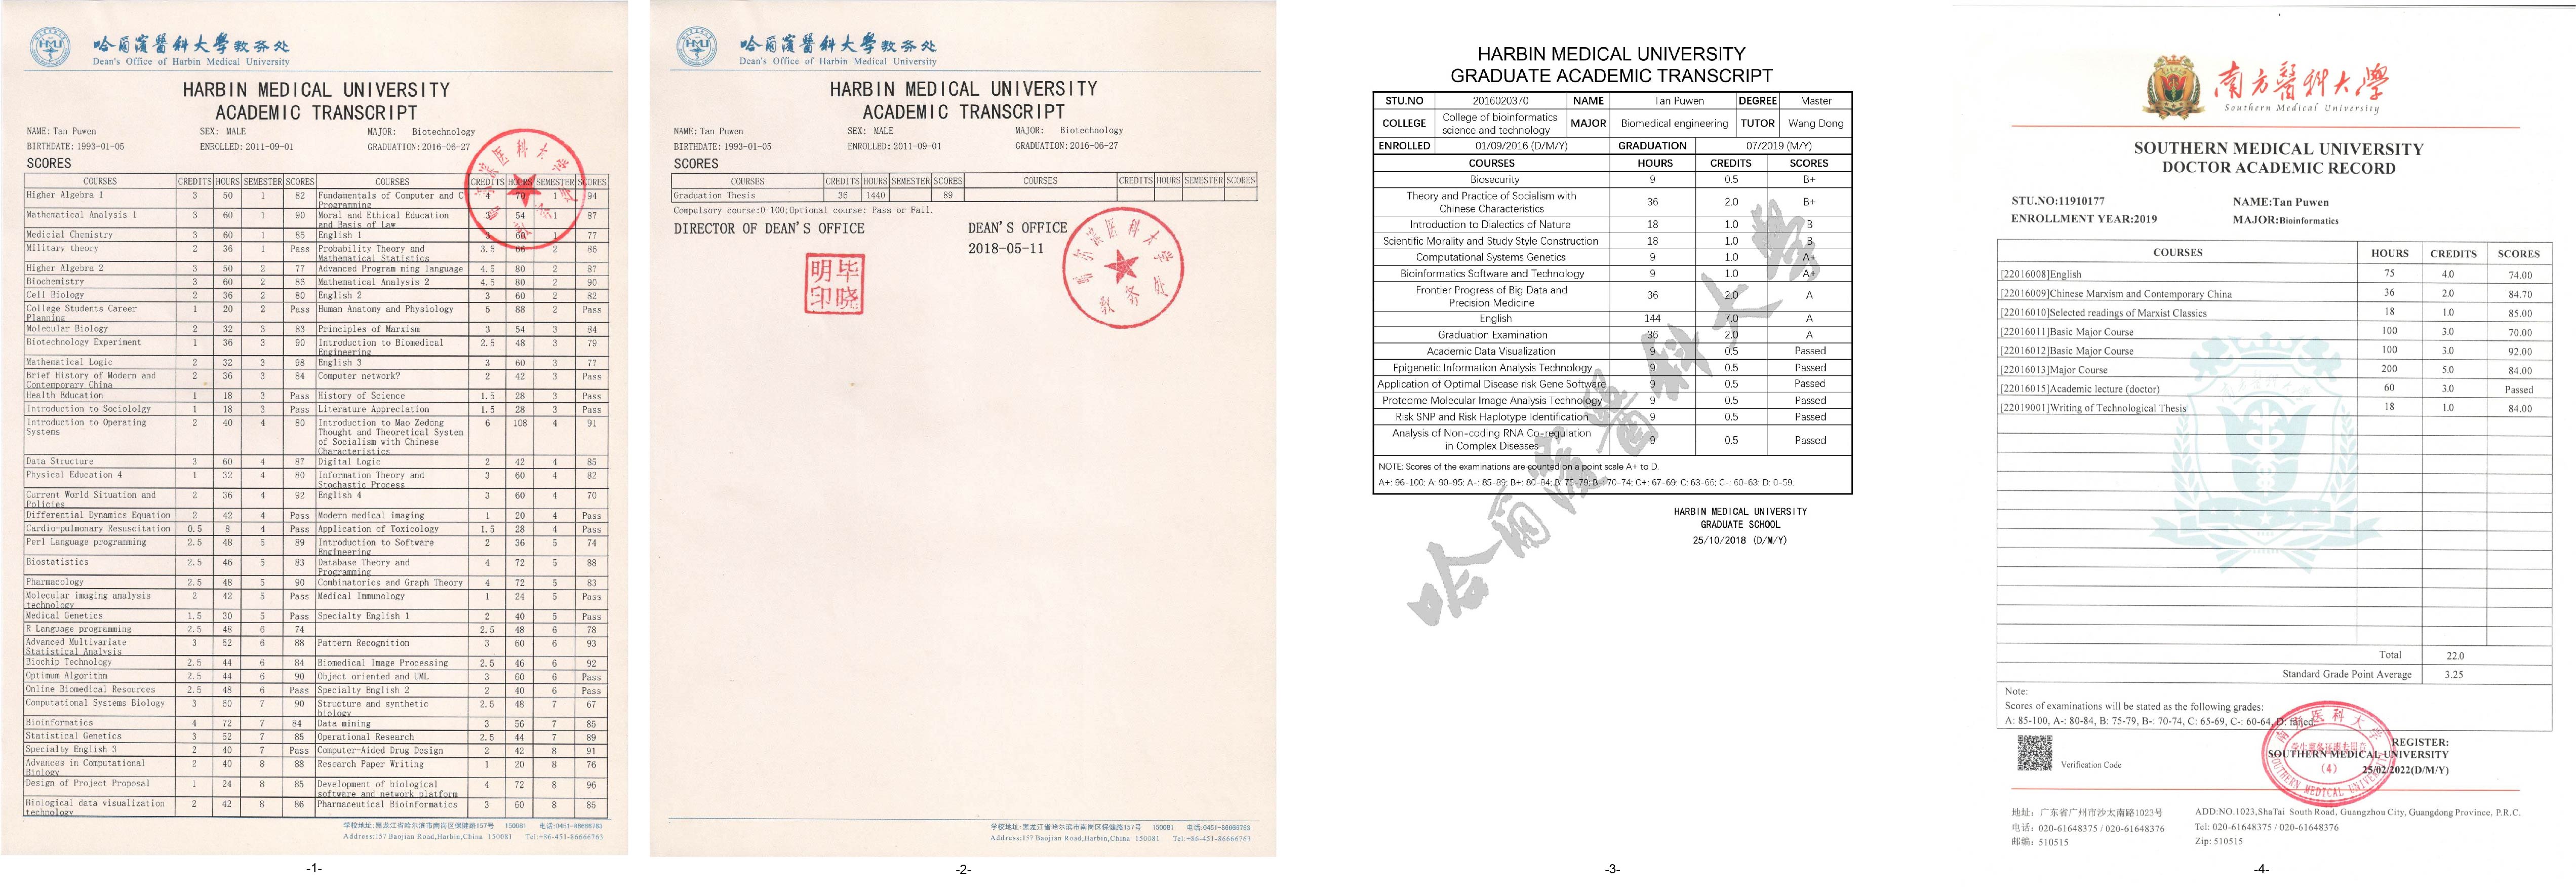 哈爾濱醫科大學教务处
Dean's Office of Harbin Medical University
HARBIN MEDICAL UNIVERSITY
ACADEMIC TRANSCRIPT
NAME: Tan Puwen SEX: MALE MAJOR: Biotechnology
BIRTHDATE: 1993-01-05 ENROLLED: 2011-09-01 GRADUATION: 2016-06-27
SCORES
COURSES CREDITS HOURS SEMESTER SCORES COURSES CREDITS HOURS SEMESTER SCORES
Higher Algebra 1 3 50 1 82 Fundamentals of Computer and C Programming 4 1 94
Mathematical Analysis 1 3 60 1 90 Moral and Ethical Education and Basis of Law 3 54 1 87
Medicial Chemistry 3 60 1 85 English 1 3 60 1 77
Military theory 2 36 1 Pass Probability Theory and Mathematical Statistics 3.5 66 2 86
Higher Algebra 2 3 50 2 77 Advanced Program ming language 4.5 80 2 87
Biochemistry 3 60 2 86 Mathematical Analysis 2 4.5 80 2 90
Cell Biology 2 36 2 80 English 2 3 60 2 82
College Students Career Planning 1 20 2 Pass Human Anatomy and Physiology 5 88 2 Pass
Molecular Biology 2 32 3 83 Principles of Marxism 3 54 3 84
Biotechnology Experiment 1 36 3 90 Introduction to Biomedical Engineering 2.5 48 3 79
Mathematical Logic 2 32 3 98 English 3 3 60 3 77
Brief History of Modern and Contemporary China 2 36 3 84 Computer network? 2 42 3 Pass
Health Education 1 18 3 Pass History of Science 1.5 28 3 Pass
Introduction to Sociololgy 1 18 3 Pass Literature Appreciation 1.5 28 3 Pass
Introduction to Operating Systems 2 40 4 80 Introduction to Mao Zedong Thought and Theoretical System of Socialism with Chinese Characteristics 6 108 4 91
Data Structure 3 60 4 87 Digital Logic 2 42 4 85
Physical Education 4 1 32 4 80 Information Theory and Stochastic Process 3 60 4 82
Current World Situation and Policies 2 36 4 92 English 4 3 60 4 70
Differential Dynamics Equation 2 42 4 Pass Modern medical imaging 1 20 4 Pass
Cardio-pulmonary Resuscitation 0.5 8 4 Pass Application of Toxicology 1.5 28 4 Pass
Perl Language programming 2.5 48 5 89 Introduction to Software Engineering 2 36 5 74
Biostatistics 2.5 46 5 83 Database Theory and Programming 4 72 5 88
Pharmacology 2.5 48 5 90 Combinatorics and Graph Theory 4 72 5 83
Molecular imaging analysis technology 2 42 5 Pass Medical Immunology 1 24 5 Pass
Medical Genetics 1.5 30 5 Pass Specialty English 1 2 40 5 Pass
R Language programming 2.5 48 6 74 2.5 48 6 78
Advanced Multivariate Statistical Analysis 3 52 6 88 Pattern Recognition 3 60 6 93
Biochip Technology 2.5 44 6 84 Biomedical Image Processing 2.5 46 6 92
Optimum Algorithm 2.5 44 6 90 Object oriented and UML 3 60 6 Pass
Online Biomedical Resources 2.5 48 6 Pass Specialty English 2 2 40 6 Pass
Computational Systems Biology 3 60 7 90 Structure and synthetic biology 2.5 48 7 67
Bioinformatics 4 72 7 84 Data mining 3 56 7 85
Statistical Genetics 3 52 7 85 Operational Research 2.5 44 7 89
Specialty English 3 2 40 7 Pass Computer-Aided Drug Design 2 42 8 91
Advances in Computational Biology 2 40 8 88 Research Paper Writing 1 20 8 76
Design of Project Proposal 1 24 8 85 Development of biological software and network platform 4 72 8 96
Biological data visualization technology 2 42 8 86 Pharmaceutical Bioinformatics 3 60 8 85
学校地址:黑龙江省哈尔滨市南岗区保健路157号 150081 电话:0451-86666763
Address:157 Baojian Road,Harbin,China 150081 Tel:+86-451-86666763
-1-
哈爾濱醫科大學教务处
Dean's Office of Harbin Medical University
HARBIN MEDICAL UNIVERSITY
ACADEMIC TRANSCRIPT
NAME: Tan Puwen SEX: MALE MAJOR: Biotechnology
BIRTHDATE: 1993-01-05 ENROLLED: 2011-09-01 GRADUATION: 2016-06-27
SCORES
COURSES CREDITS HOURS SEMESTER SCORES COURSES CREDITS HOURS SEMESTER SCORES
Graduation Thesis 36 1440 89
Compulsory course:0-100;Optional course: Pass or Fail.
DIRECTOR OF DEAN'S OFFICE DEAN'S OFFICE
2018-05-11
明毕
印晓
教务处
学校地址:黑龙江省哈尔滨市南岗区保健路157号 150081 电话:0451-86666763
Address:157 Baojian Road,Harbin,China 150081 Tel:+86-451-86666763
-2-
HARBIN MEDICAL UNIVERSITY
GRADUATE ACADEMIC TRANSCRIPT
STU.NO 2016020370 NAME Tan Puwen DEGREE Master
COLLEGE College of bioinformatics science and technology MAJOR Biomedical engineering TUTOR Wang Dong
ENROLLED 01/09/2016 (D/M/Y) GRADUATION 07/2019 (M/Y)
COURSES HOURS CREDITS SCORES
Biosecurity 9 0.5 B+
Theory and Practice of Socialism with Chinese Characteristics 36 2.0 B+
Introduction to Dialectics of Nature 18 1.0 B
Scientific Morality and Study Style Construction 18 1.0 B
Computational Systems Genetics 9 1.0 A+
Bioinformatics Software and Technology 9 1.0 A+
Frontier Progress of Big Data and Precision Medicine 36 2.0 A
English 144 7.0 A
Graduation Examination 36 2.0 A
Academic Data Visualization 9 0.5 Passed
Epigenetic Information Analysis Technology 9 0.5 Passed
Application of Optimal Disease risk Gene Software 9 0.5 Passed
Proteome Molecular Image Analysis Technology 9 0.5 Passed
Risk SNP and Risk Haplotype Identification 9 0.5 Passed
Analysis of Non-coding RNA Co-regulation in Complex Diseases 9 0.5 Passed
NOTE: Scores of the examinations are counted on a point scale A+ to D.
A+: 96-100; A: 90-95; A-: 85-89; B+: 80-84; B: 75-79; B-: 70-74; C+: 67-69; C: 63-66; C-: 60-63; D: 0-59.
哈爾濱醫科大學
HARBIN MEDICAL UNIVERSITY
GRADUATE SCHOOL
25/10/2018 (D/M/Y)
-3-
南方醫科大學
Southern Medical University
SOUTHERN MEDICAL UNIVERSITY
DOCTOR ACADEMIC RECORD
STU.NO:11910177 NAME:Tan Puwen
ENROLLMENT YEAR:2019 MAJOR:Bioinformatics
COURSES HOURS CREDITS SCORES
[22016008]English 75 4.0 74.00
[22016009]Chinese Marxism and Contemporary China 36 2.0 84.70
[22016010]Selected readings of Marxist Classics 18 1.0 85.00
[22016011]Basic Major Course 100 3.0 70.00
[22016012]Basic Major Course 100 3.0 92.00
[22016013]Major Course 200 5.0 84.00
[22016015]Academic lecture (doctor) 60 3.0 Passed
[22019001]Writing of Technological Thesis 18 1.0 84.00
Total 22.0
Standard Grade Point Average 3.25
Note:
Scores of examinations will be stated as the following grades:
A: 85-100, A-: 80-84, B: 75-79, B-: 70-74, C: 65-69, C-: 60-64, D: failed
Verification Code
REGISTER:
SOUTHERN MEDICAL UNIVERSITY
(4) 25/02/2022(D/M/Y)
SOUTHERN MEDICAL UNIVERSITY
地址：广东省广州市沙太南路1023号 ADD:NO.1023,ShaTai South Road, Guangzhou City, Guangdong Province, P.R.C.
电话：020-61648375 / 020-61648376 Tel: 020-61648375 / 020-61648376
邮编：510515 Zip: 510515
-4-